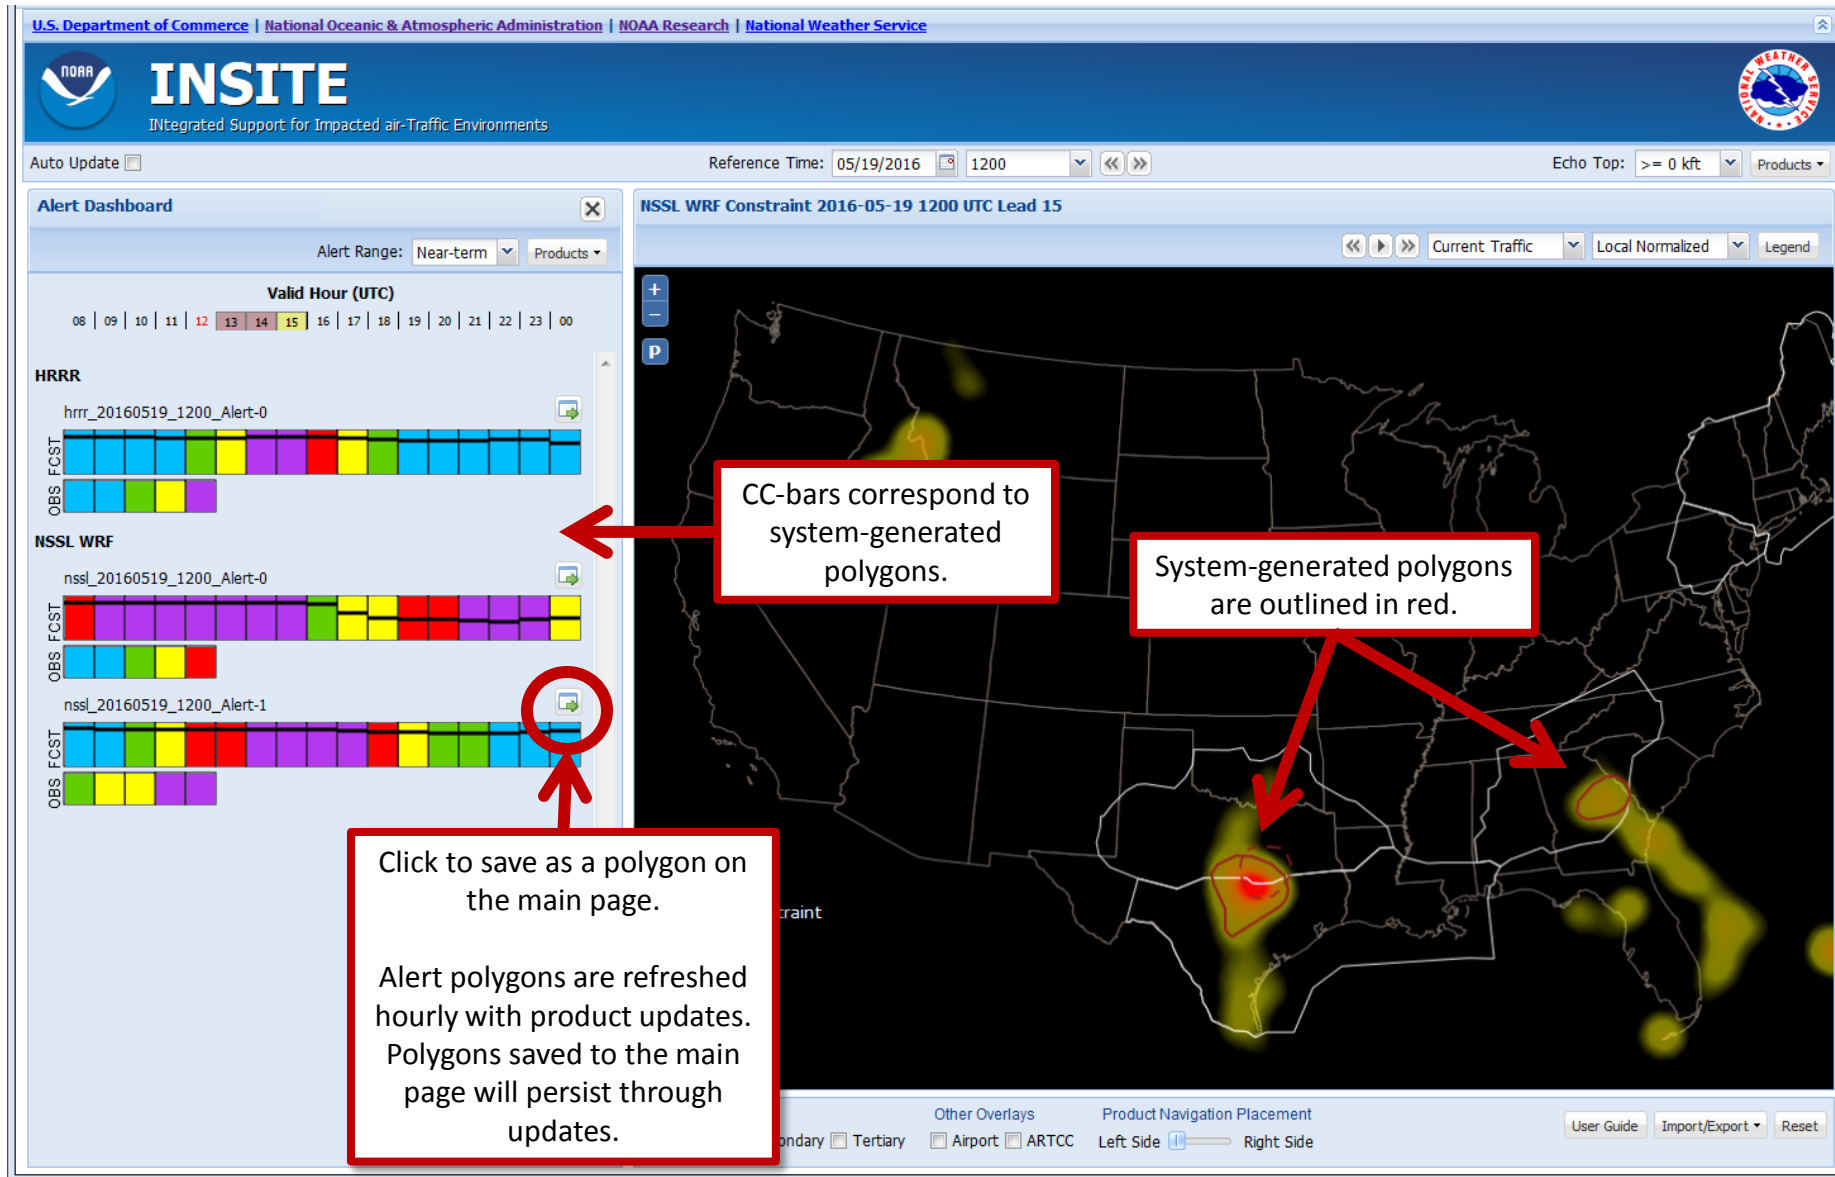 U.S. Department of Commerce | National Oceanic & Atmospheric Administration | NOAA Research | National Weather Service
NOAA
INSITE
INtegrated Support for Impacted air-Traffic Environments
NATIONAL WEATHER SERVICE
Auto Update
Reference Time: 05/19/2016 1200
Echo Top: >= 0 kft Products
Alert Dashboard
NSSL WRF Constraint 2016-05-19 1200 UTC Lead 15
Alert Range: Near-term Products
Current Traffic Local Normalized Legend
Valid Hour (UTC)
08 | 09 | 10 | 11 | 12 | 13 | 14 | 15 | 16 | 17 | 18 | 19 | 20 | 21 | 22 | 23 | 00
+
−
P
HRRR
hrrr_20160519_1200_Alert-0
FCST
OBS
NSSL WRF
nssl_20160519_1200_Alert-0
FCST
OBS
nssl_20160519_1200_Alert-1
FCST
OBS
CC-bars correspond to
system-generated
polygons.
System-generated polygons
are outlined in red.
Click to save as a polygon on
the main page.
Alert polygons are refreshed
hourly with product updates.
Polygons saved to the main
page will persist through
updates.
traint
Other Overlays
Product Navigation Placement
ondary Tertiary
Airport ARTCC
Left Side Right Side
User Guide Import/Export Reset